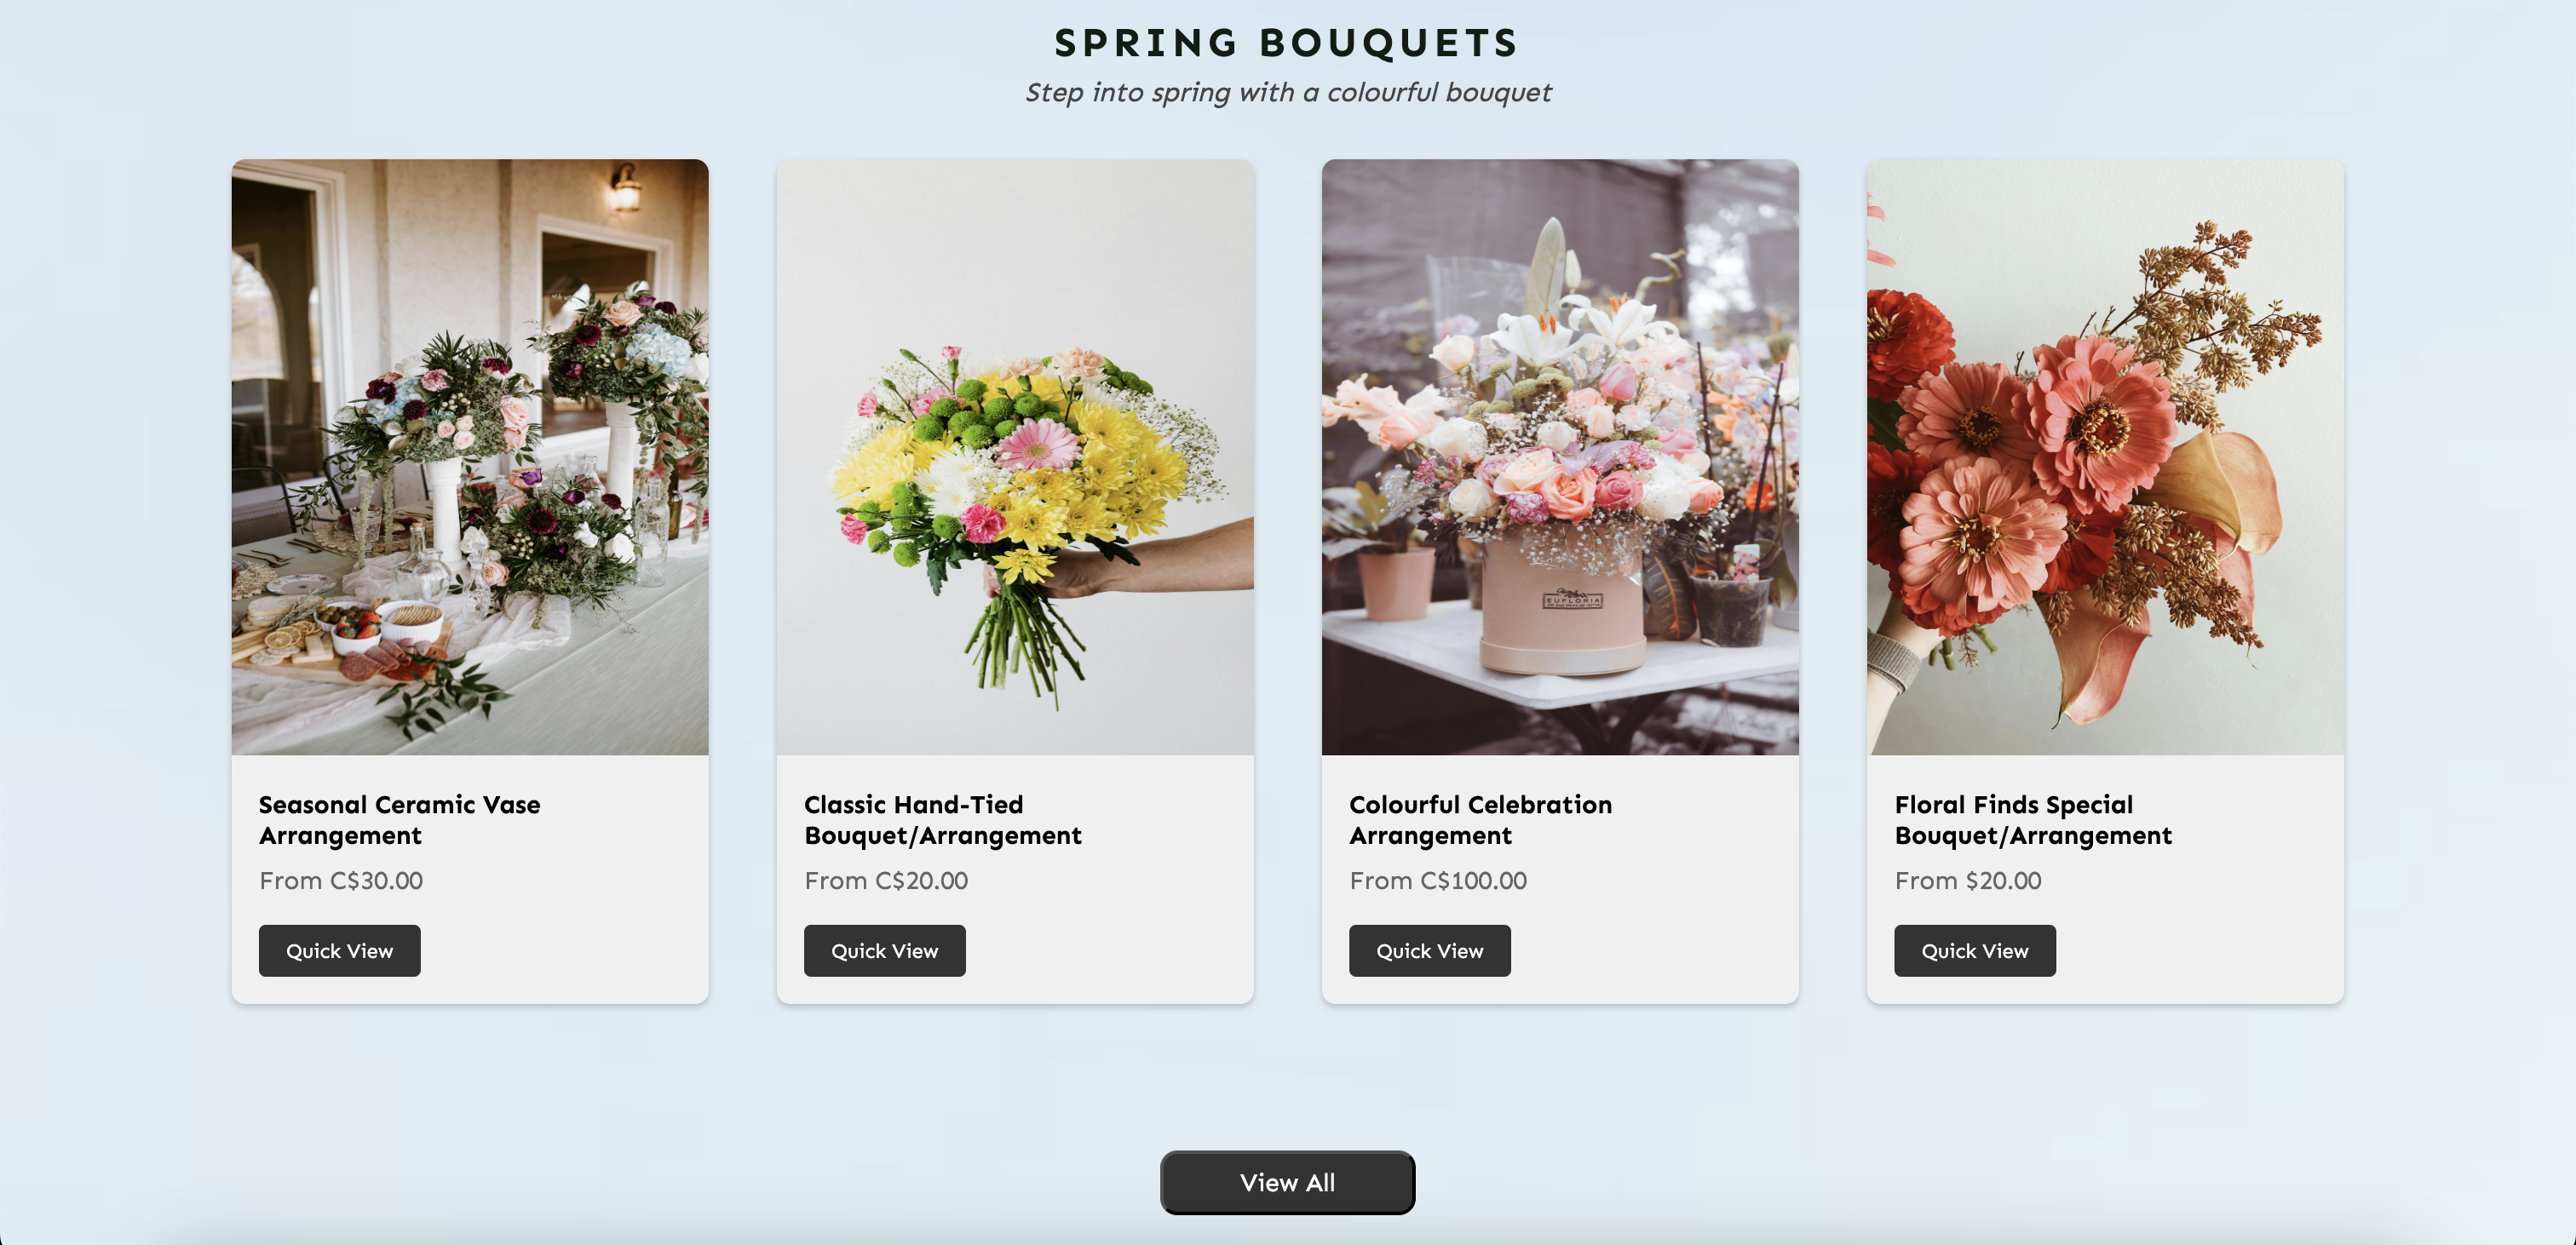 SPRING BOUQUETS
Step into spring with a colourful bouquet
EUFLORIA
Seasonal Ceramic Vase
Arrangement
From C$30.00
Quick View
Classic Hand-Tied
Bouquet/Arrangement
From C$20.00
Quick View
Colourful Celebration
Arrangement
From C$100.00
Quick View
Floral Finds Special
Bouquet/Arrangement
From $20.00
Quick View
View All